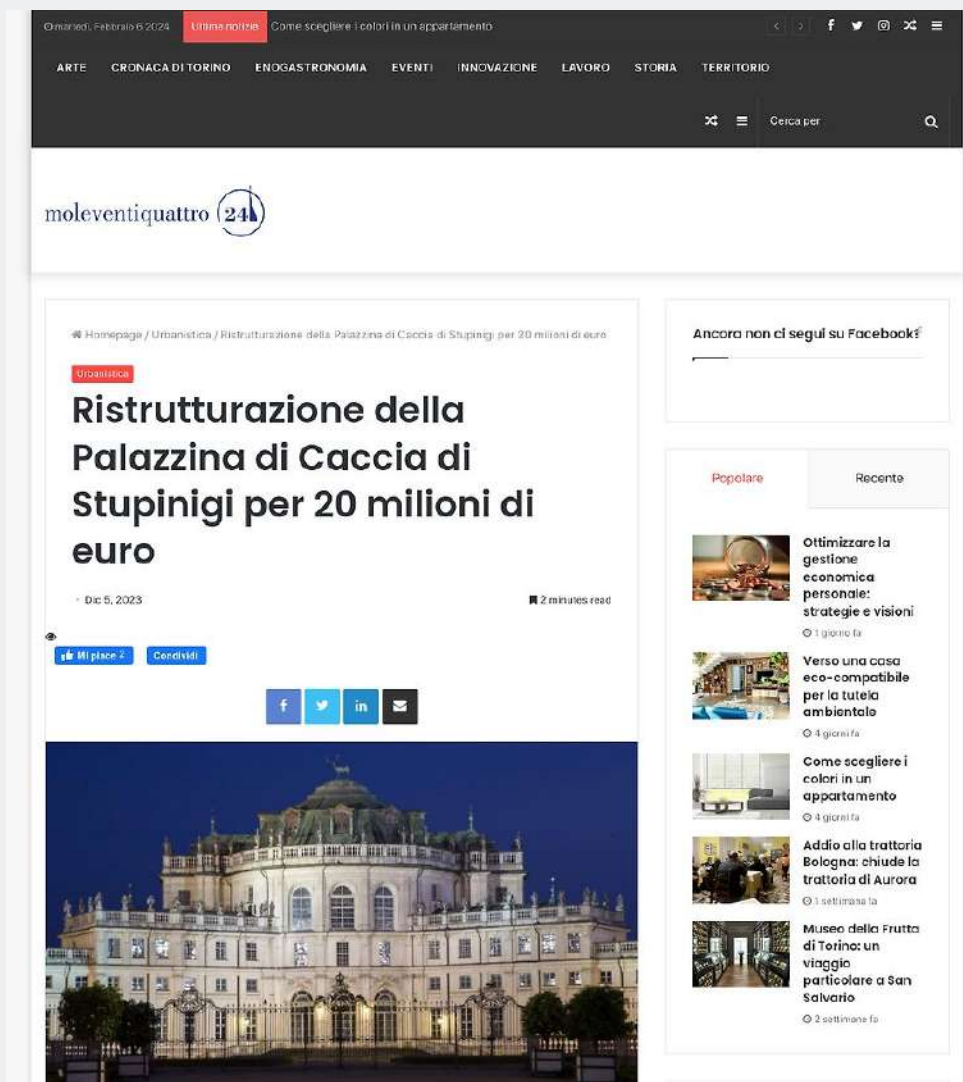 martedì, Febbraio 6 2024
Ultime notizie
Come scegliere i colori in un appartamento
ARTE CRONACA DI TORINO ENOGASTRONOMIA EVENTI INNOVAZIONE LAVORO STORIA TERRITORIO
Cerca per
moleventiquattro 24
Homepage / Urbanistica / Ristrutturazione della Palazzina di Caccia di Stupinigi per 20 milioni di euro
Urbanistica
Ristrutturazione della
Palazzina di Caccia di
Stupinigi per 20 milioni di
euro
Dic 5, 2023
2 minutes read
Mi piace 2
Condividi
Ancora non ci segui su Facebook?
Popolare
Recente
Ottimizzare la
gestione
economica
personale:
strategie e visioni
1 giorno fa
Verso una casa
eco-compatibile
per la tutela
ambientale
4 giorni fa
Come scegliere i
colori in un
appartamento
4 giorni fa
Addio alla trattoria
Bologna: chiude la
trattoria di Aurora
1 settimana fa
Museo della Frutta
di Torino: un
viaggio
particolare a San
Salvario
2 settimane fa